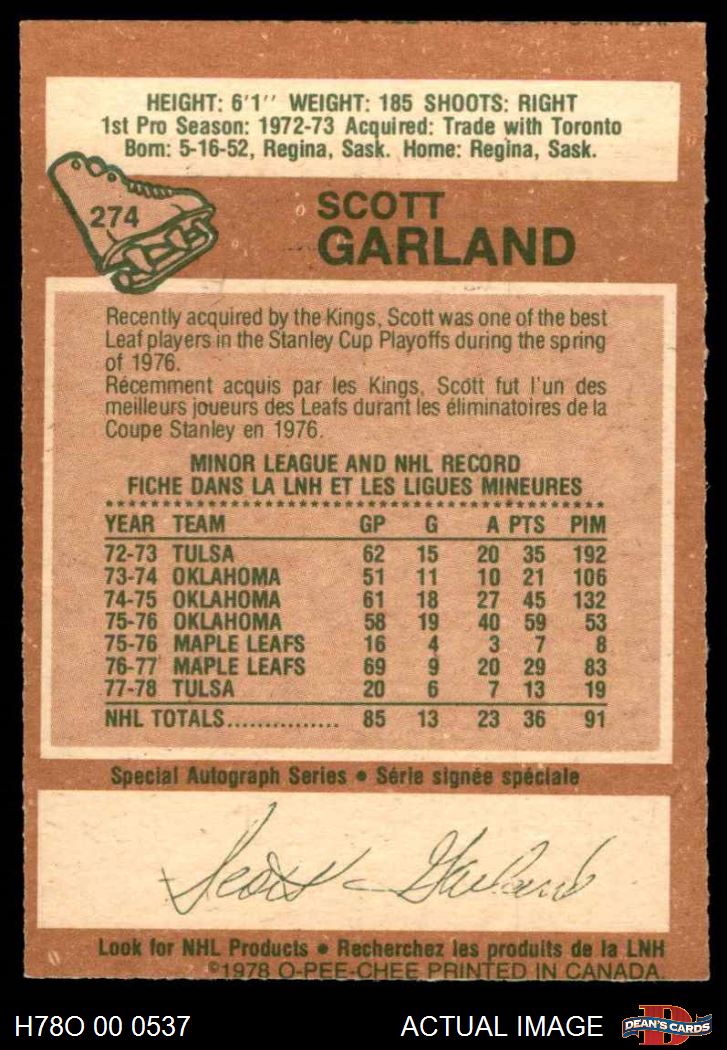 HEIGHT: 6'1'' WEIGHT: 185 SHOOTS: RIGHT
1st Pro Season: 1972-73 Acquired: Trade with Toronto
Born: 5-16-52, Regina, Sask. Home: Regina, Sask.
274
SCOTT
GARLAND
Recently acquired by the Kings, Scott was one of the best
Leaf players in the Stanley Cup Playoffs during the spring
of 1976.
Récemment acquis par les Kings, Scott fut l'un des
meilleurs joueurs des Leafs durant les éliminatoires de la
Coupe Stanley en 1976.
MINOR LEAGUE AND NHL RECORD
FICHE DANS LA LNH ET LES LIGUES MINEURES
YEAR TEAM GP G A PTS PIM
72-73 TULSA 62 15 20 35 192
73-74 OKLAHOMA 51 11 10 21 106
74-75 OKLAHOMA 61 18 27 45 132
75-76 OKLAHOMA 58 19 40 59 53
75-76 MAPLE LEAFS 16 4 3 7 8
76-77 MAPLE LEAFS 69 9 20 29 83
77-78 TULSA 20 6 7 13 19
NHL TOTALS............... 85 13 23 36 91
Special Autograph Series • Série signée spéciale
Scott Garland
Look for NHL Products • Recherchez les produits de la LNH
©1978 O-PEE-CHEE PRINTED IN CANADA.
H78O 00 0537 ACTUAL IMAGE
D
DEAN'S CARDS